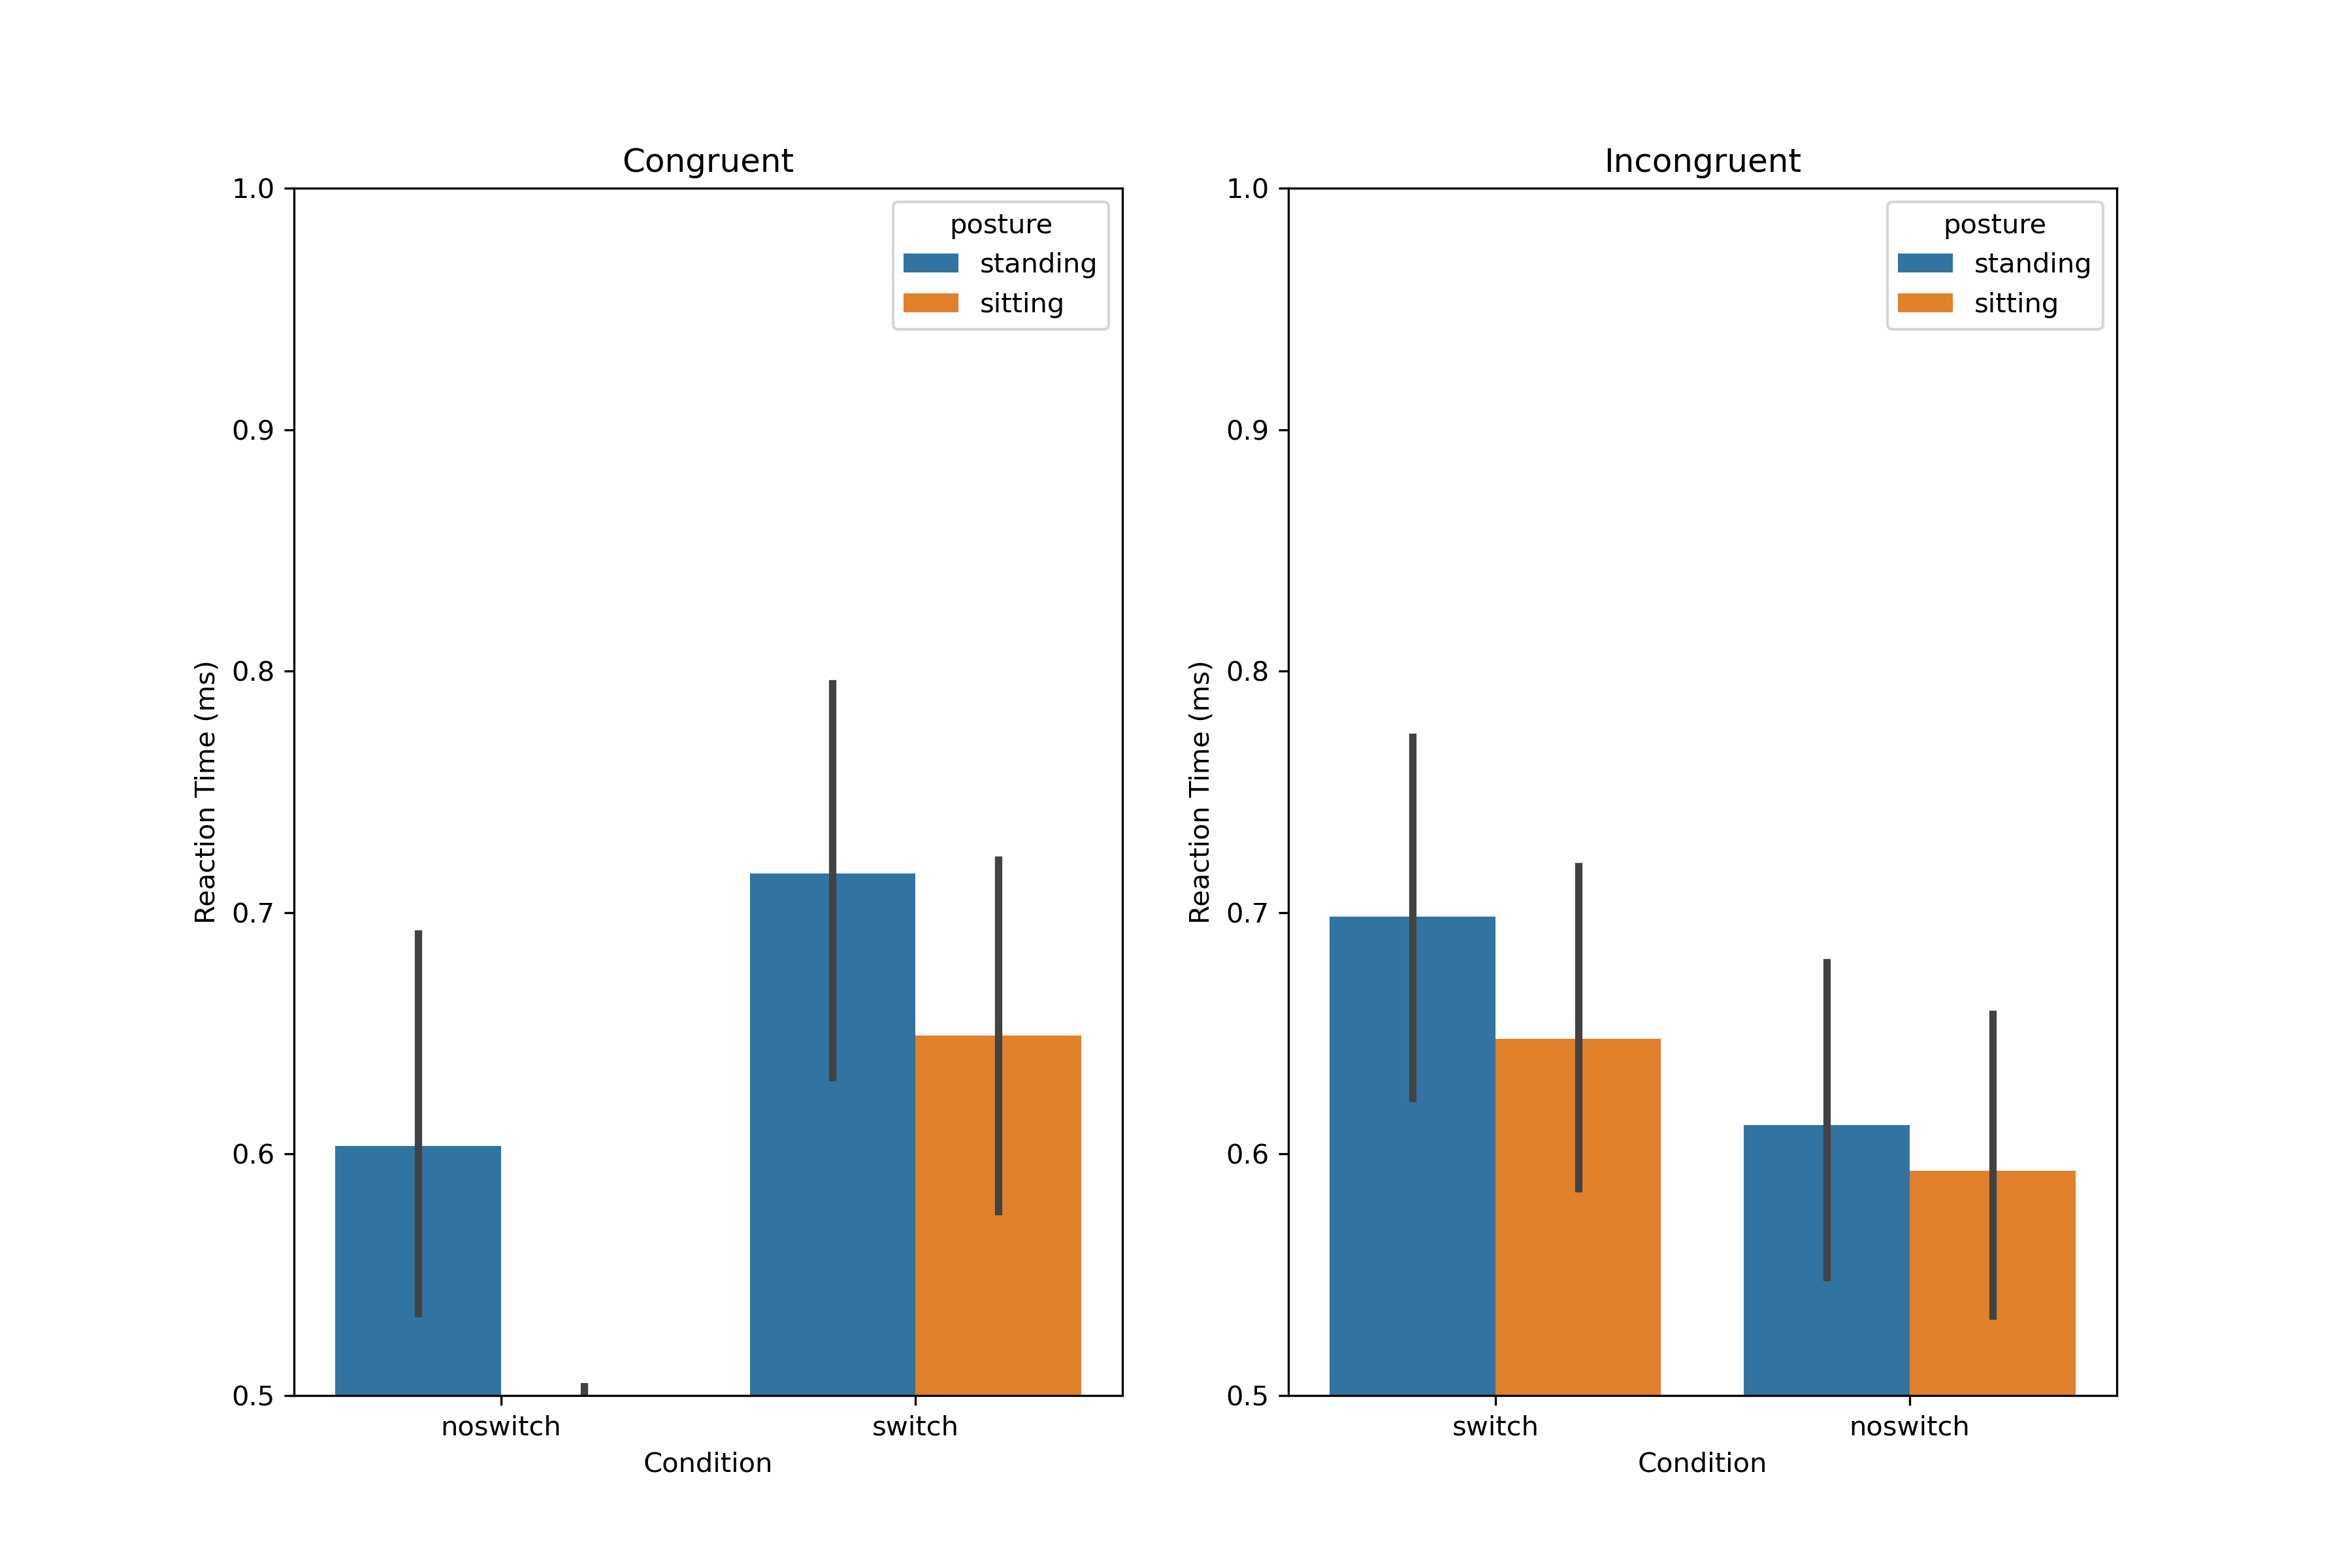 Congruent
1.0
0.9
0.8
0.7
0.6
0.5
Reaction Time (ms)
posture
standing
sitting
noswitch
switch
Condition
Incongruent
1.0
0.9
0.8
0.7
0.6
0.5
Reaction Time (ms)
posture
standing
sitting
switch
noswitch
Condition